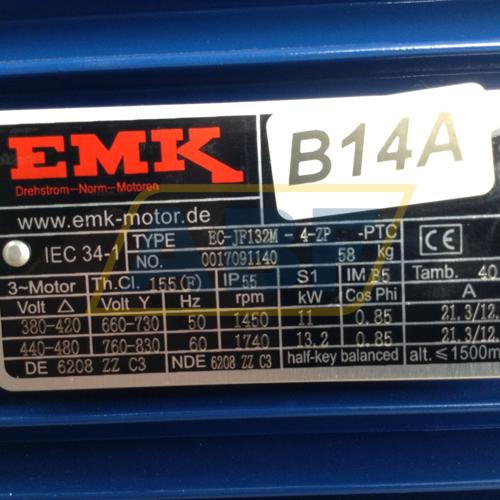 EMK
B14A
Drehstrom-Norm-Motoren
www.emk-motor.de
IEC 34-1 TYPE EC-JF132M - 4-ZP -PTC CE
NO. 0017091140 58 kg
3~Motor Th.Cl. 155(F) IP 55 S1 IM B5 Tamb. 40
Volt △ Volt Y Hz rpm kW Cos Phi A
380-420 660-730 50 1450 11 0.85 21.3/12.
440-480 760-830 60 1740 13.2 0.85 21.3/12.
DE 6208 ZZ C3 NDE 6208 ZZ C3 half-key balanced alt. ≤ 1500m